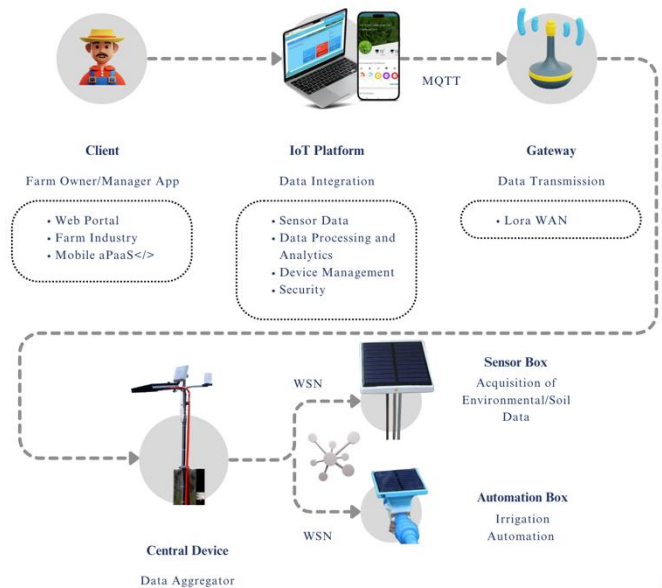 MQTT
Client
Farm Owner/Manager App
• Web Portal
• Farm Industry
• Mobile aPaaS</>
IoT Platform
Data Integration
• Sensor Data
• Data Processing and
Analytics
• Device Management
• Security
Gateway
Data Transmission
• Lora WAN
WSN
Sensor Box
Acquisition of
Environmental/Soil
Data
WSN
Automation Box
Irrigation
Automation
Central Device
Data Aggregator